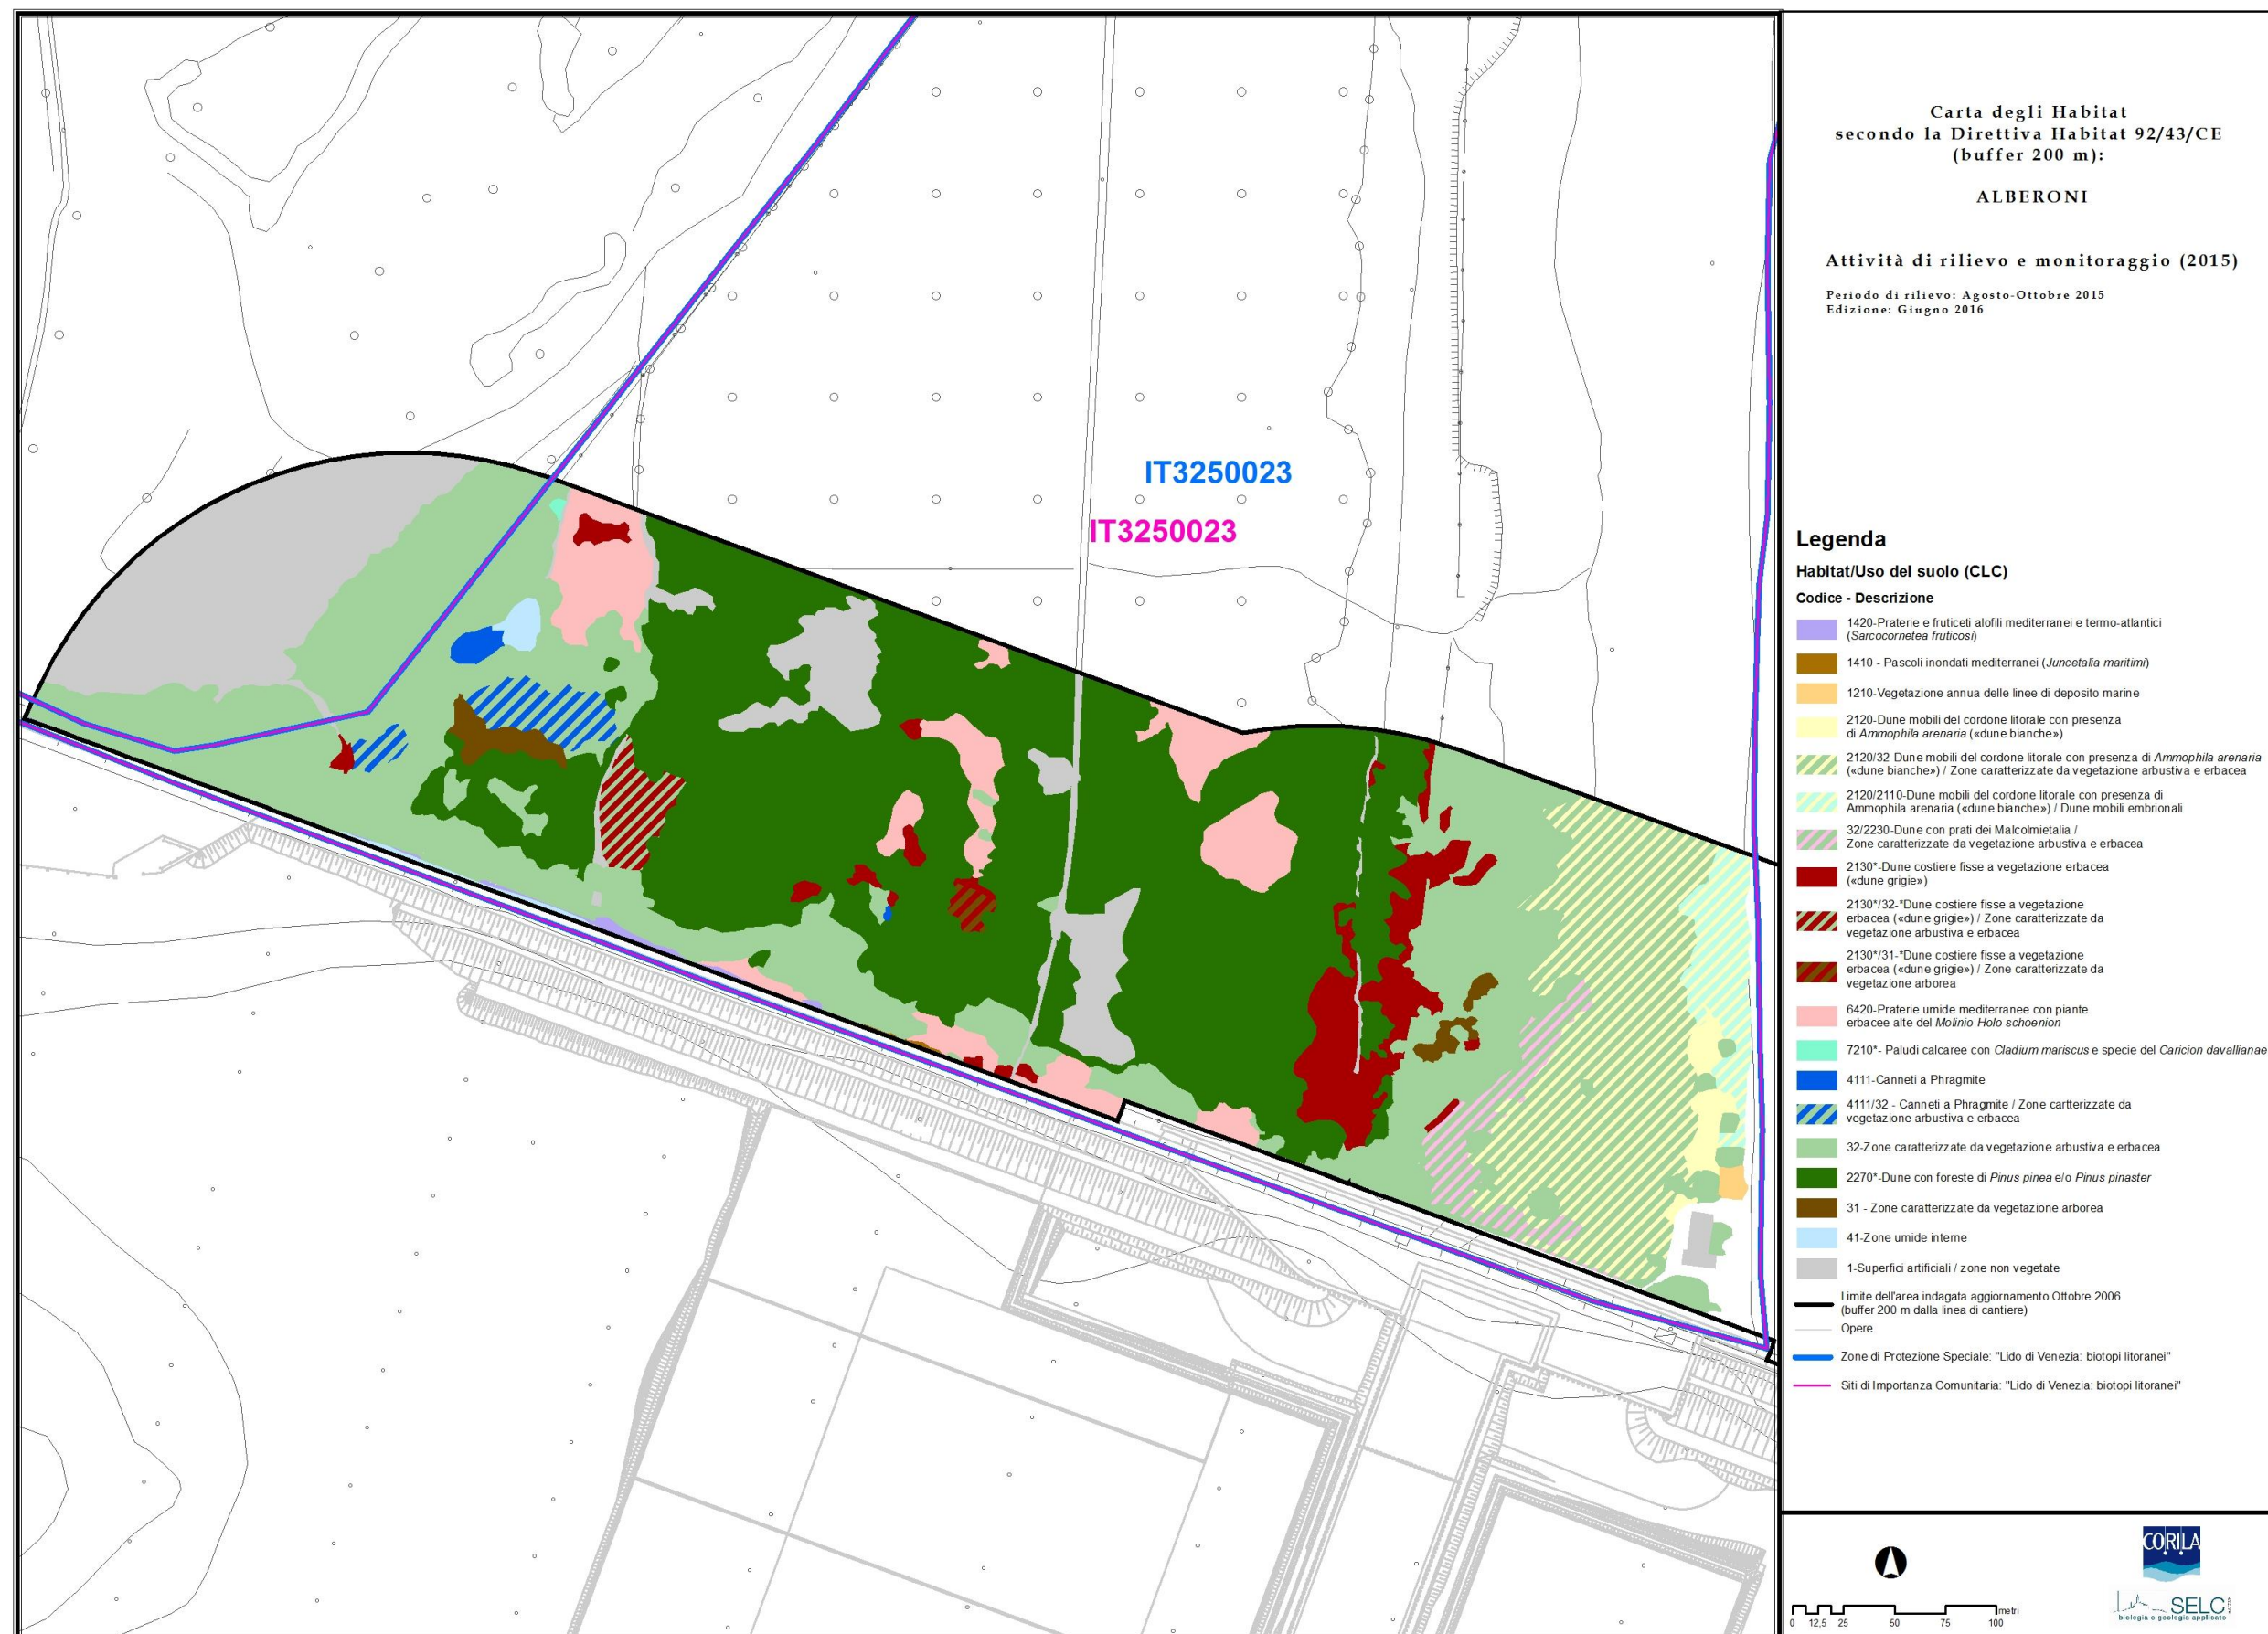 Carta degli Habitat
secondo la Direttiva Habitat 92/43/CE
(buffer 200 m):
ALBERONI
Attività di rilievo e monitoraggio (2015)
Periodo di rilievo: Agosto-Ottobre 2015
Edizione: Giugno 2016
IT3250023
IT3250023
Legenda
Habitat/Uso del suolo (CLC)
Codice - Descrizione
1420-Praterie e fruticeti alofili mediterranei e termo-atlantici
(Sarcocornetea fruticosi)
1410 - Pascoli inondati mediterranei (Juncetalia maritimi)
1210-Vegetazione annua delle linee di deposito marine
2120-Dune mobili del cordone litorale con presenza
di Ammophila arenaria («dune bianche»)
2120/32-Dune mobili del cordone litorale con presenza di Ammophila arenaria
(«dune bianche») / Zone caratterizzate da vegetazione arbustiva e erbacea
2120/2110-Dune mobili del cordone litorale con presenza di
Ammophila arenaria («dune bianche») / Dune mobili embrionali
32/2230-Dune con prati dei Malcolmietalia /
Zone caratterizzate da vegetazione arbustiva e erbacea
2130*-Dune costiere fisse a vegetazione erbacea
(«dune grigie»)
2130*/32-*Dune costiere fisse a vegetazione
erbacea («dune grigie») / Zone caratterizzate da
vegetazione arbustiva e erbacea
2130*/31-*Dune costiere fisse a vegetazione
erbacea («dune grigie») / Zone caratterizzate da
vegetazione arborea
6420-Praterie umide mediterranee con piante
erbacee alte del Molinio-Holo-schoenion
7210*- Paludi calcaree con Cladium mariscus e specie del Caricion davallianae
4111-Canneti a Phragmite
4111/32 - Canneti a Phragmite / Zone cartterizzate da
vegetazione arbustiva e erbacea
32-Zone caratterizzate da vegetazione arbustiva e erbacea
2270*-Dune con foreste di Pinus pinea e/o Pinus pinaster
31 - Zone caratterizzate da vegetazione arborea
41-Zone umide interne
1-Superfici artificiali / zone non vegetate
Limite dell'area indagata aggiornamento Ottobre 2006
(buffer 200 m dalla linea di cantiere)
Opere
Zone di Protezione Speciale: "Lido di Venezia: biotopi litoranei"
Siti di Importanza Comunitaria: "Lido di Venezia: biotopi litoranei"
CORILA
SELC
biologia e geologia applicate
metri
0 12,5 25 50 75 100